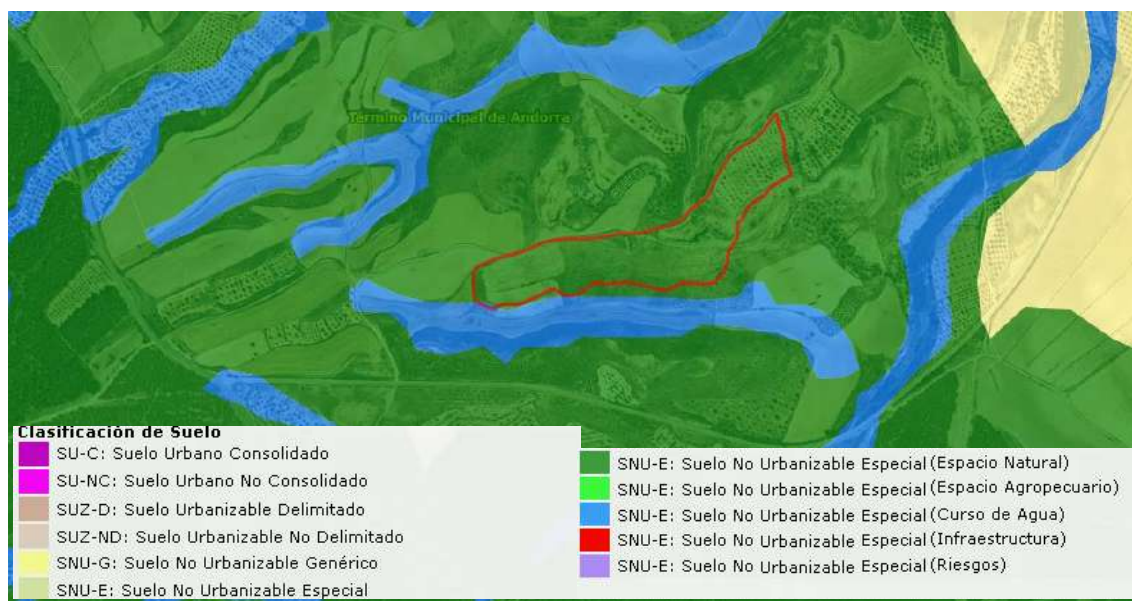 Término Municipal de Andorra
Clasificación de Suelo
SU-C: Suelo Urbano Consolidado
SU-NC: Suelo Urbano No Consolidado
SUZ-D: Suelo Urbanizable Delimitado
SUZ-ND: Suelo Urbanizable No Delimitado
SNU-G: Suelo No Urbanizable Genérico
SNU-E: Suelo No Urbanizable Especial
SNU-E: Suelo No Urbanizable Especial (Espacio Natural)
SNU-E: Suelo No Urbanizable Especial (Espacio Agropecuario)
SNU-E: Suelo No Urbanizable Especial (Curso de Agua)
SNU-E: Suelo No Urbanizable Especial (Infraestructura)
SNU-E: Suelo No Urbanizable Especial (Riesgos)